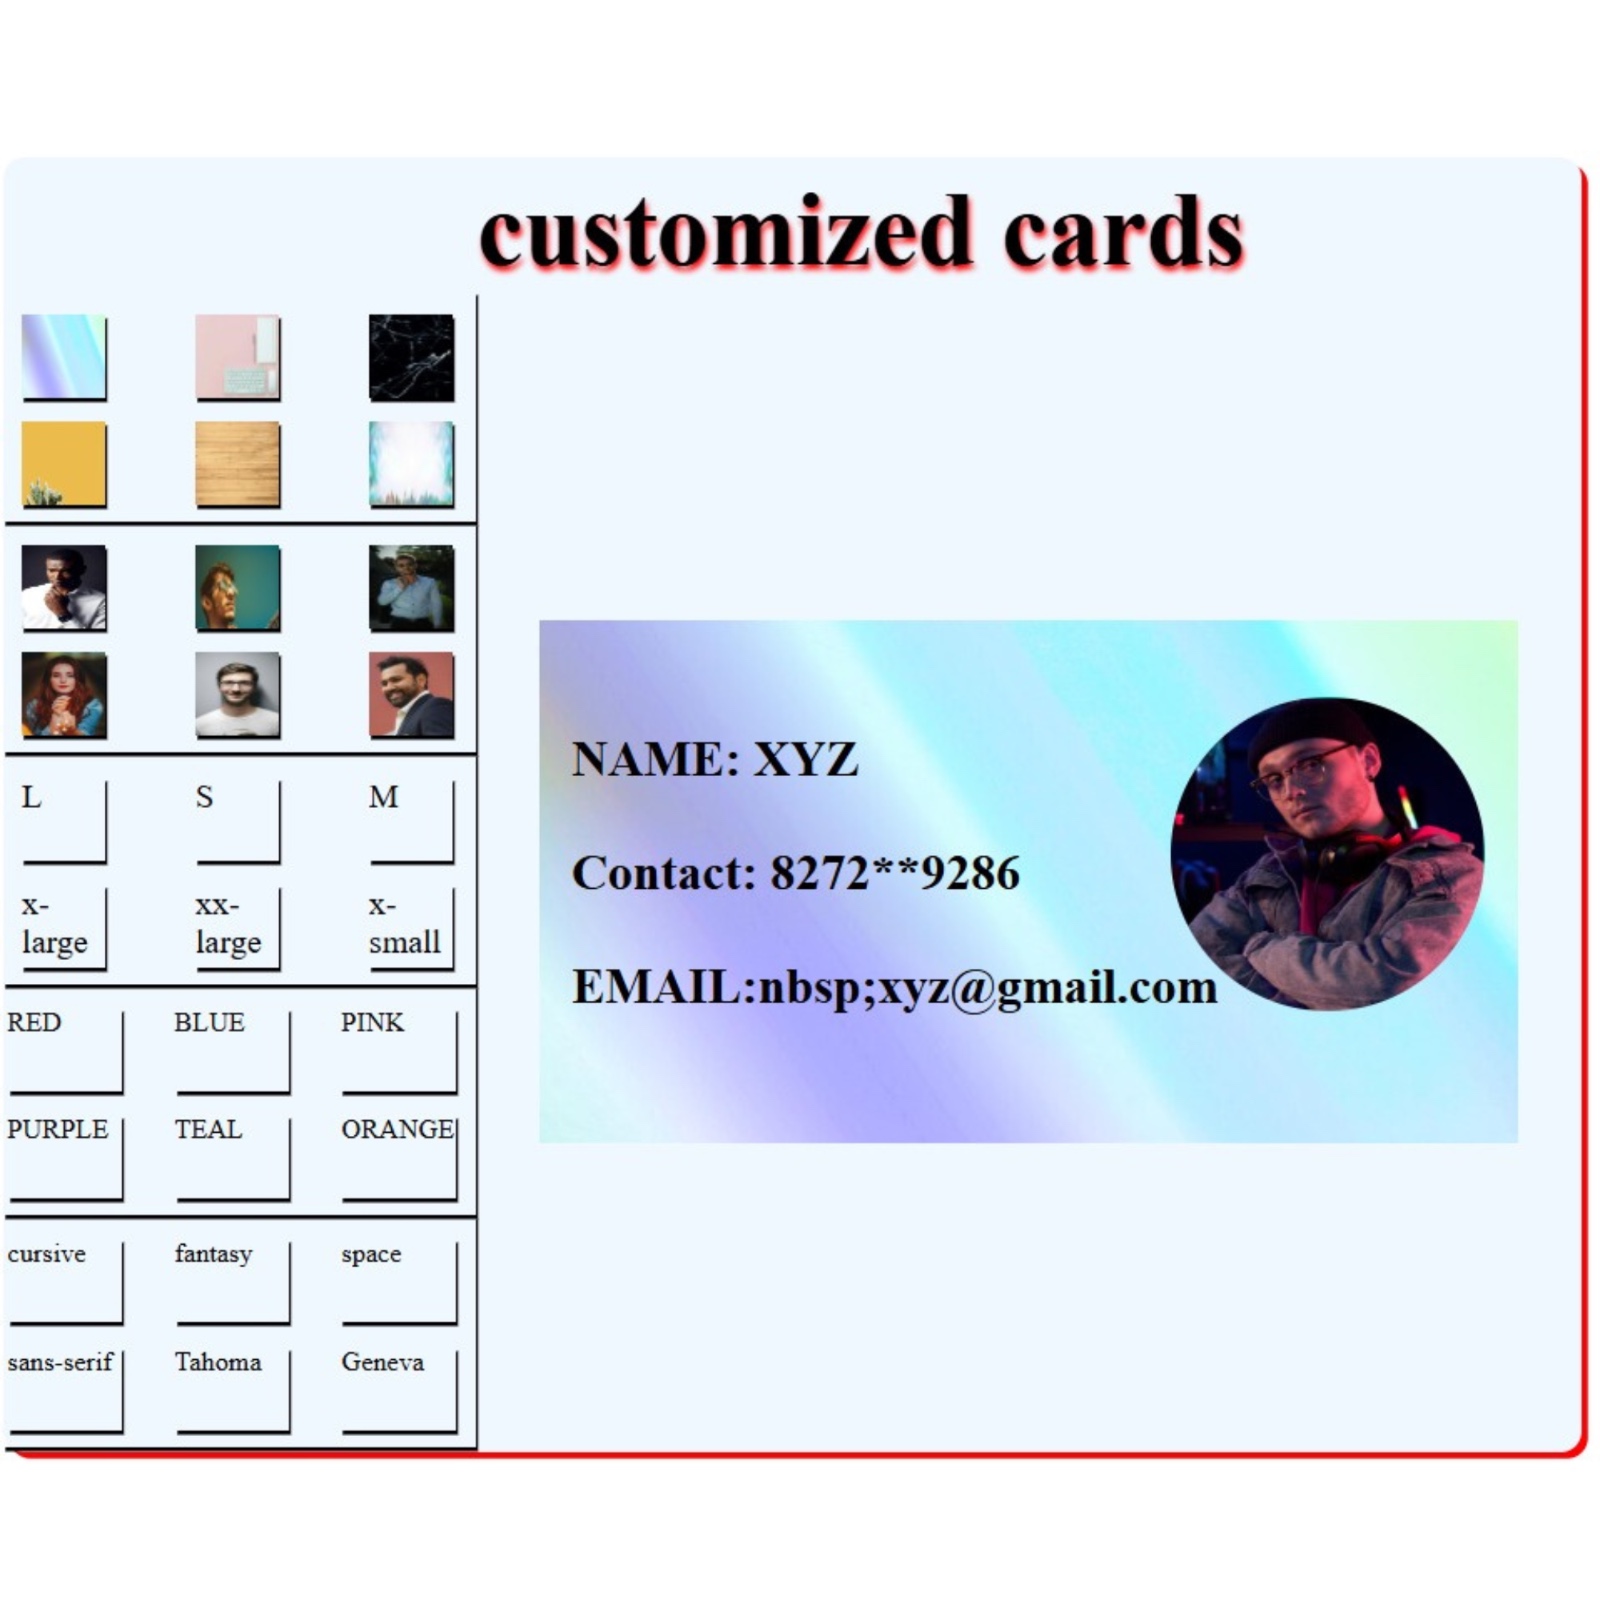 customized cards
L S M
x-large xx-large x-small
RED BLUE PINK
PURPLE TEAL ORANGE
cursive fantasy space
sans-serif Tahoma Geneva
NAME: XYZ
Contact: 8272**9286
EMAIL:nbsp;xyz@gmail.com